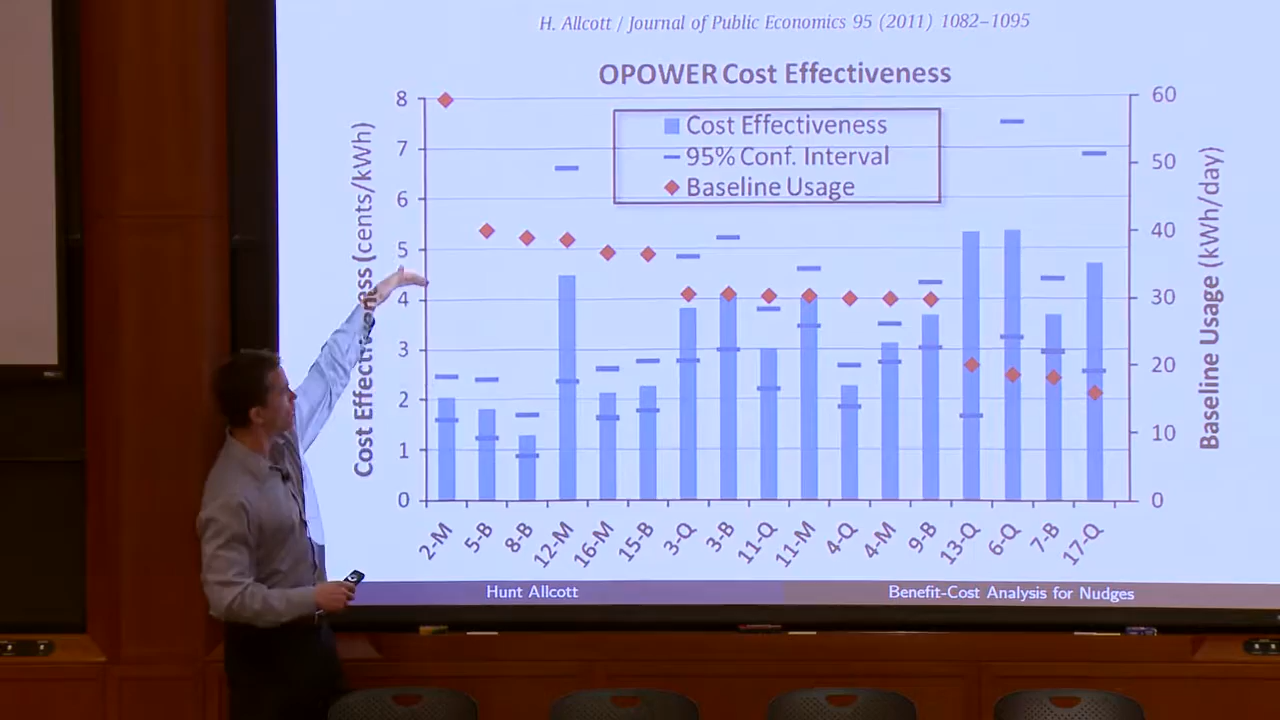 H. Allcott / Journal of Public Economics 95 (2011) 1082–1095
OPOWER Cost Effectiveness
Cost Effectiveness
95% Conf. Interval
Baseline Usage
Cost Effectiveness (cents/kWh)
8
7
6
5
4
3
2
1
0
60
50
40
30
20
10
0
Baseline Usage (kWh/day)
2-M
5-B
8-B
12-M
16-M
15-B
3-Q
3-B
11-Q
11-M
4-Q
4-M
9-B
13-Q
6-Q
7-B
17-Q
Hunt Allcott
Benefit-Cost Analysis for Nudges